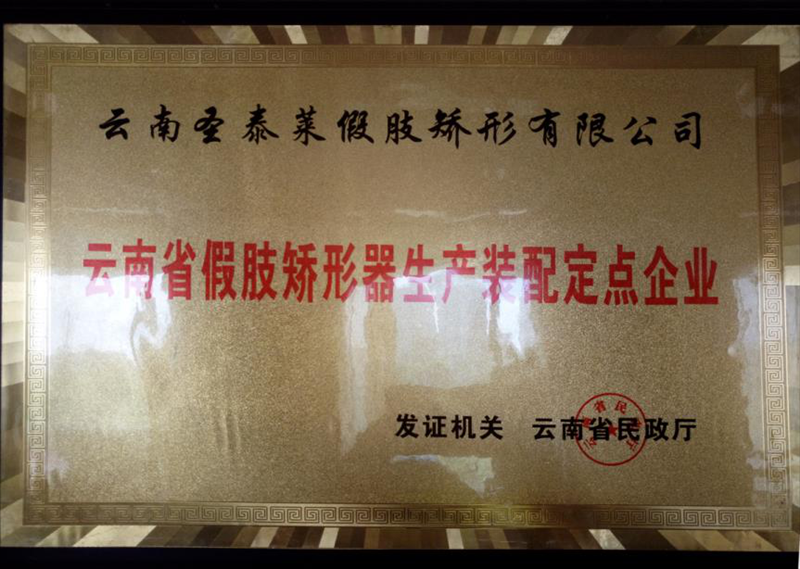 云南圣泰莱假肢矫形有限公司
云南省假肢矫形器生产装配定点企业
发证机关 云南省民政厅